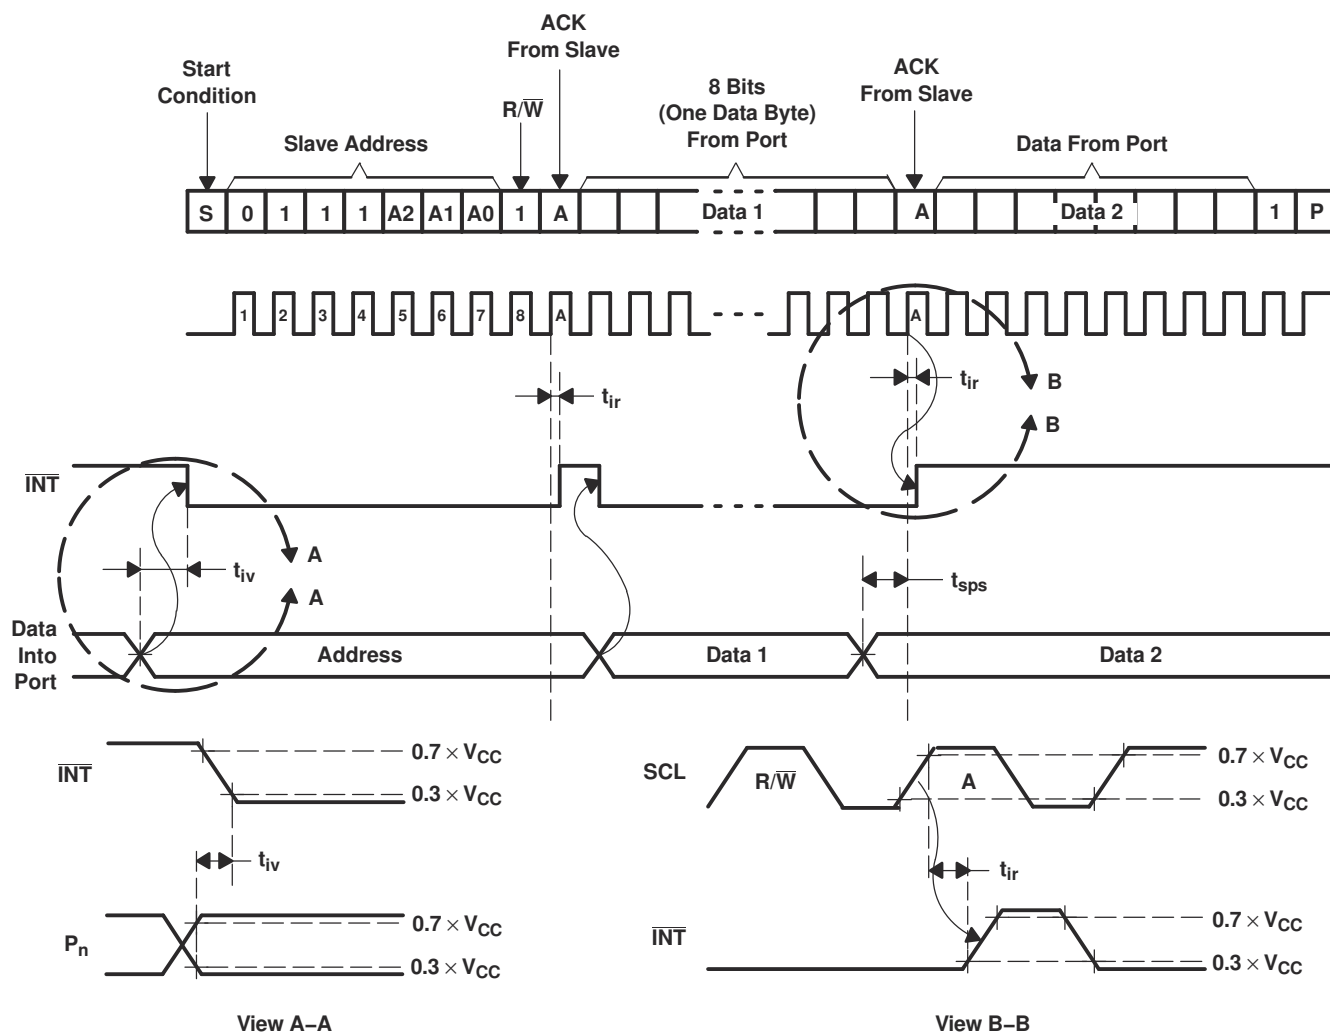 ACK
From Slave
Start
Condition
R/W̅
8 Bits
(One Data Byte)
From Port
ACK
From Slave
Slave Address
Data From Port
S 0 1 1 1 A2 A1 A0 1 A Data 1 A Data 2 1 P
1 2 3 4 5 6 7 8 A A
t_ir
t_ir
B
B
I̅N̅T̅
A
t_iv
A
t_sps
Data
Into
Port
Address
Data 1
Data 2
I̅N̅T̅
0.7 × V_CC
0.3 × V_CC
t_iv
P_n
0.7 × V_CC
0.3 × V_CC
View A–A
SCL
R/W̅
A
0.7 × V_CC
0.3 × V_CC
t_ir
I̅N̅T̅
0.7 × V_CC
0.3 × V_CC
View B–B